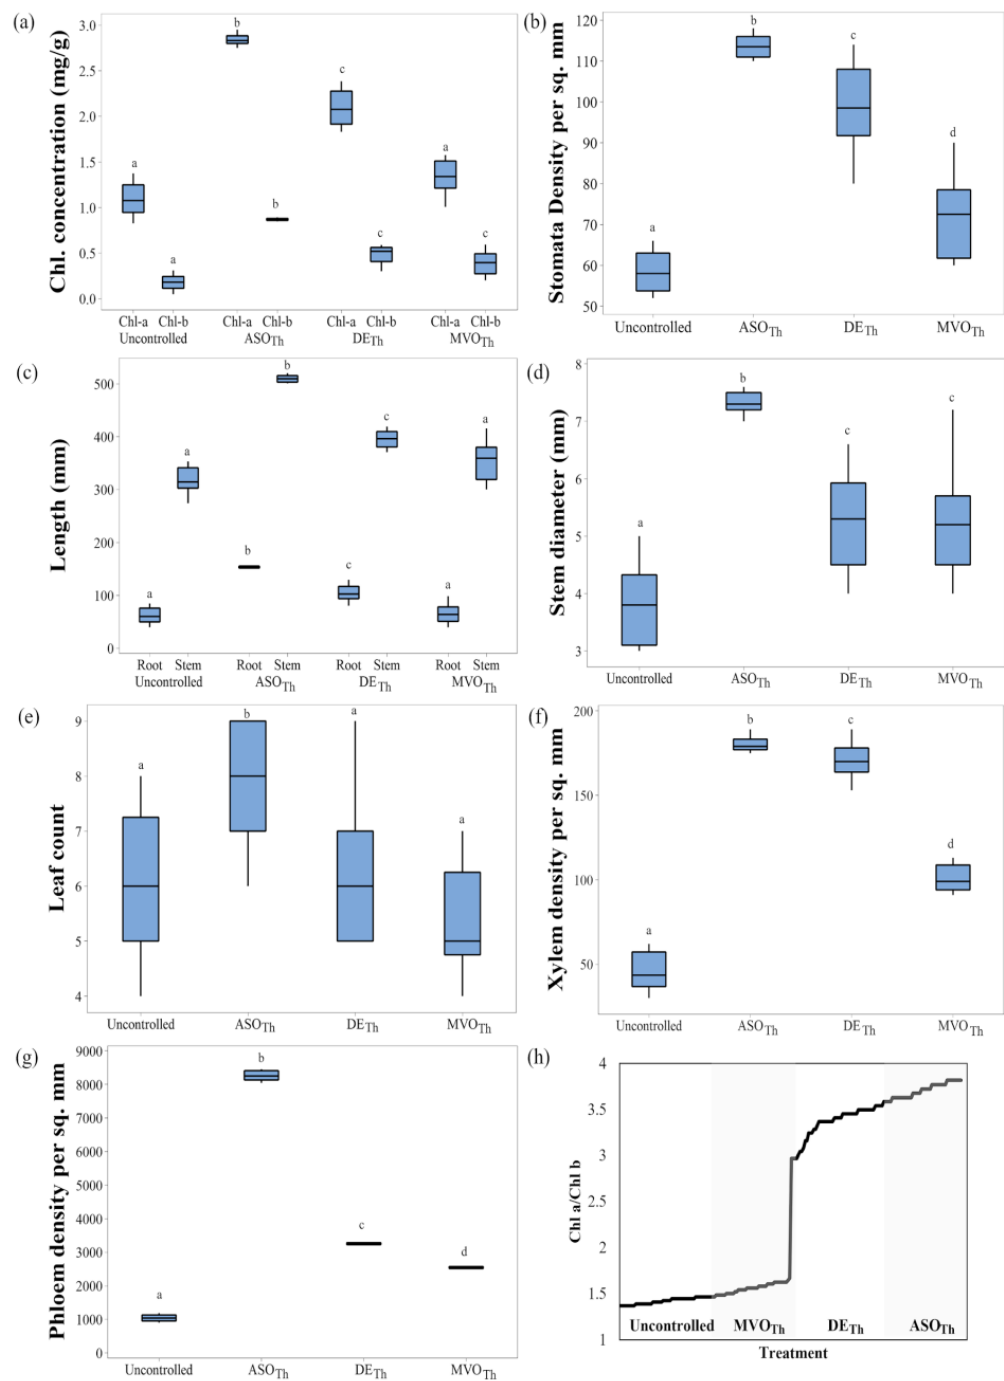 (a)
Chl. concentration (mg/g)
3.0
2.5
2.0
1.5
1.0
0.5
0.0
a
a
b
b
c
c
a
c
Chl-a Chl-b Chl-a Chl-b Chl-a Chl-b Chl-a Chl-b
Uncontrolled ASOTh DETh MVOTh
(b)
Stomata Density per sq. mm
120
110
100
90
80
70
60
50
a
b
c
d
Uncontrolled ASOTh DETh MVOTh
(c)
Length (mm)
500
400
300
200
100
0
a
a
b
b
c
c
a
a
Root Stem Root Stem Root Stem Root Stem
Uncontrolled ASOTh DETh MVOTh
(d)
Stem diameter (mm)
8
7
6
5
4
3
a
b
c
c
Uncontrolled ASOTh DETh MVOTh
(e)
Leaf count
9
8
7
6
5
4
a
b
a
a
Uncontrolled ASOTh DETh MVOTh
(f)
Xylem density per sq. mm
200
150
100
50
a
b
c
d
Uncontrolled ASOTh DETh MVOTh
(g)
Phloem density per sq. mm
9000
8000
7000
6000
5000
4000
3000
2000
1000
0
a
b
c
d
Uncontrolled ASOTh DETh MVOTh
(h)
Chl a/Chl b
4
3.5
3
2.5
2
1.5
1
Uncontrolled MVOTh DETh ASOTh
Treatment